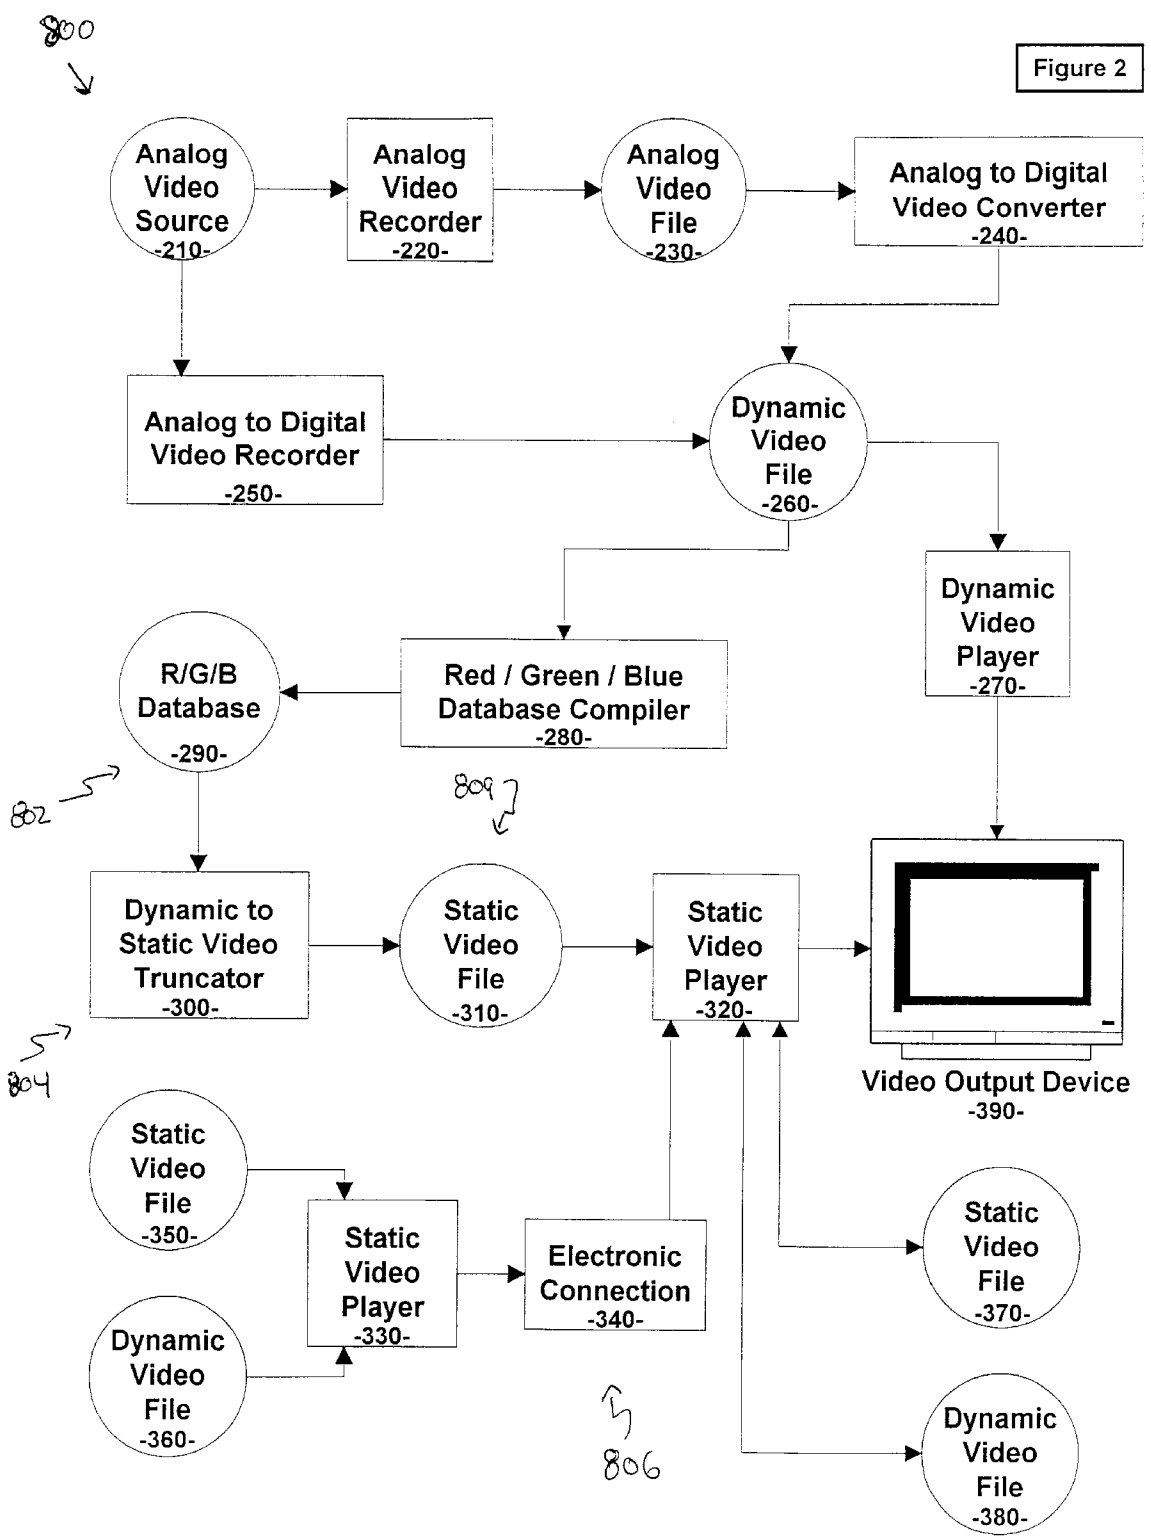 800
Figure 2
Analog
Video
Source
-210-
Analog
Video
Recorder
-220-
Analog
Video
File
-230-
Analog to Digital
Video Converter
-240-
Analog to Digital
Video Recorder
-250-
Dynamic
Video
File
-260-
Dynamic
Video
Player
-270-
R/G/B
Database
-290-
Red / Green / Blue
Database Compiler
-280-
802
809
Dynamic to
Static Video
Truncator
-300-
Static
Video
File
-310-
Static
Video
Player
-320-
Video Output Device
-390-
804
Static
Video
File
-350-
Static
Video
Player
-330-
Electronic
Connection
-340-
Static
Video
File
-370-
Dynamic
Video
File
-360-
806
Dynamic
Video
File
-380-